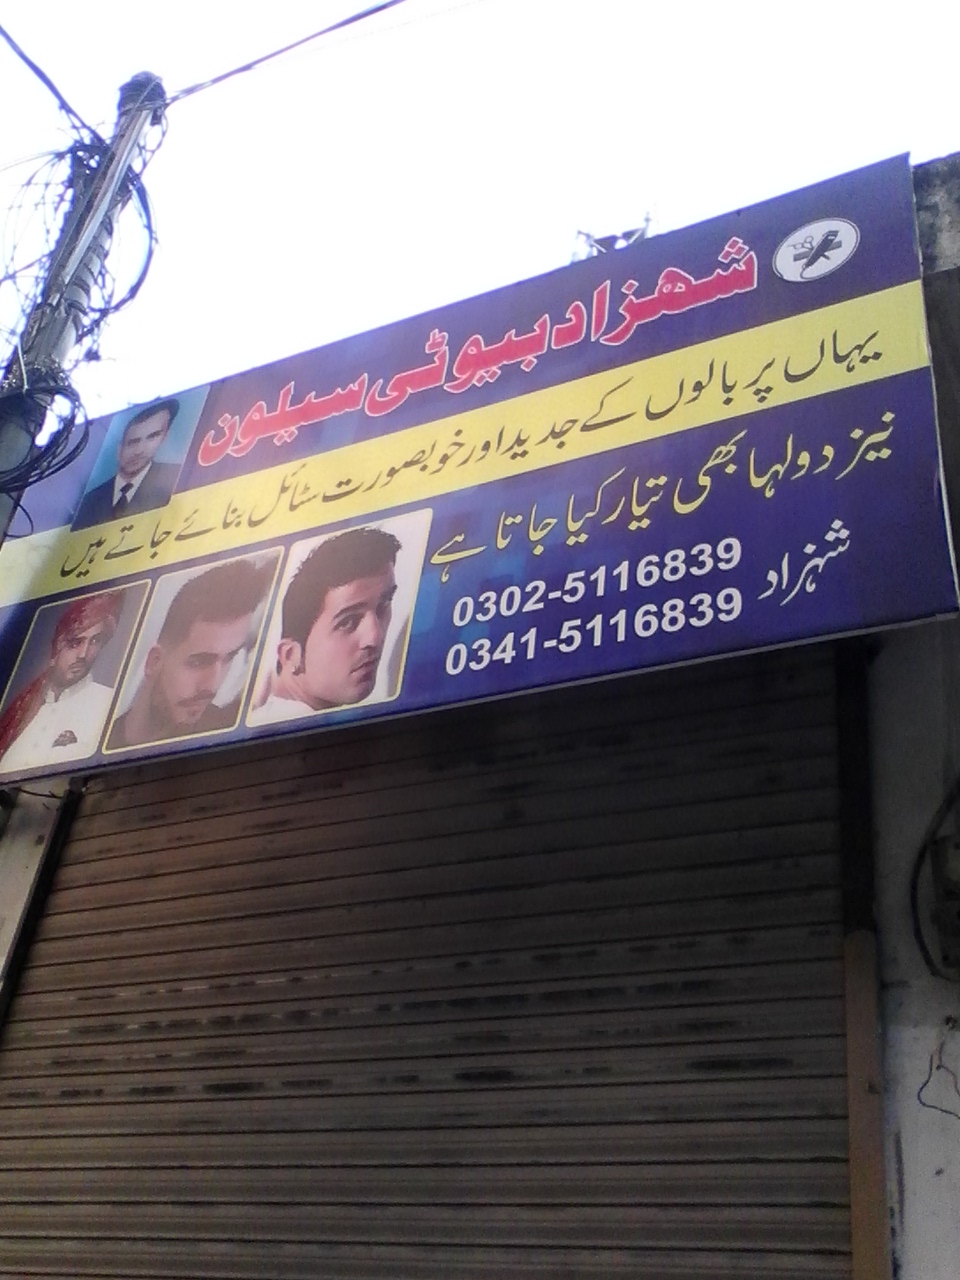 شھزاد بیوٹی سیلون
یہاں پر بالوں کے جدید اور خوبصورت سٹائل بنائے جاتے ہیں
نیز دولہا بھی تیار کیا جاتا ہے
0302-5116839
شہزاد 0341-5116839